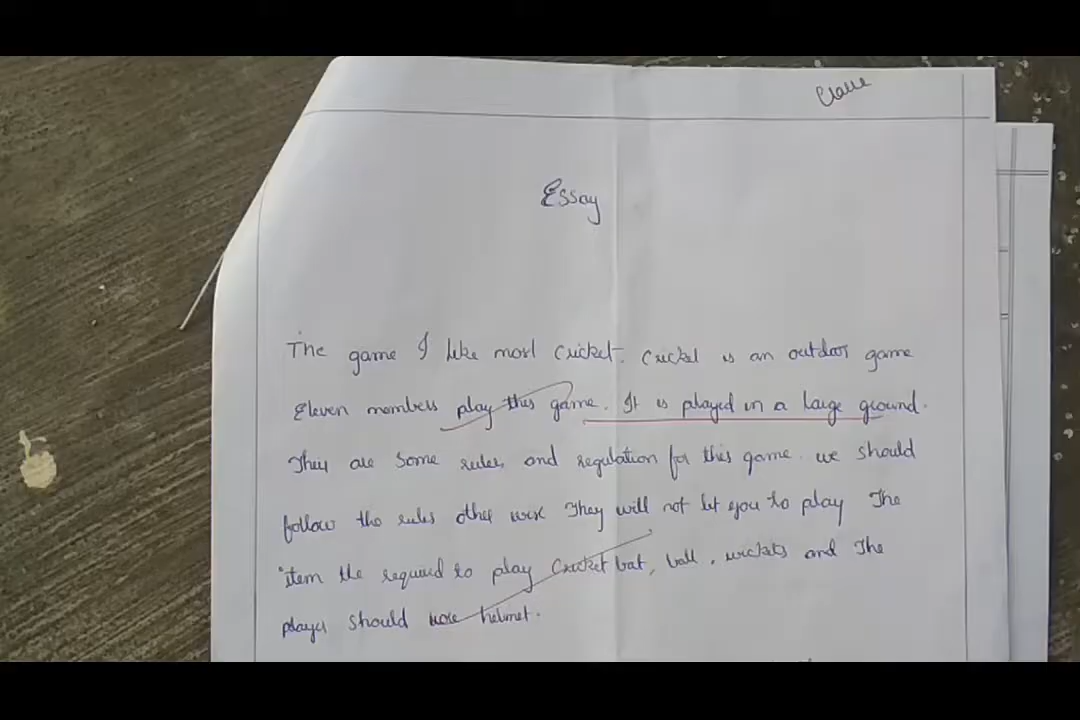 Essay
The game I like most Cricket. Cricket is an outdoor game
Eleven members play this game. It is played in a large ground.
They are some rules, and regulation for this game. we should
follow the rules other wise They will not let you to play The
item the required to play Cricket bat, ball, wickets and The
player should wore helmet.